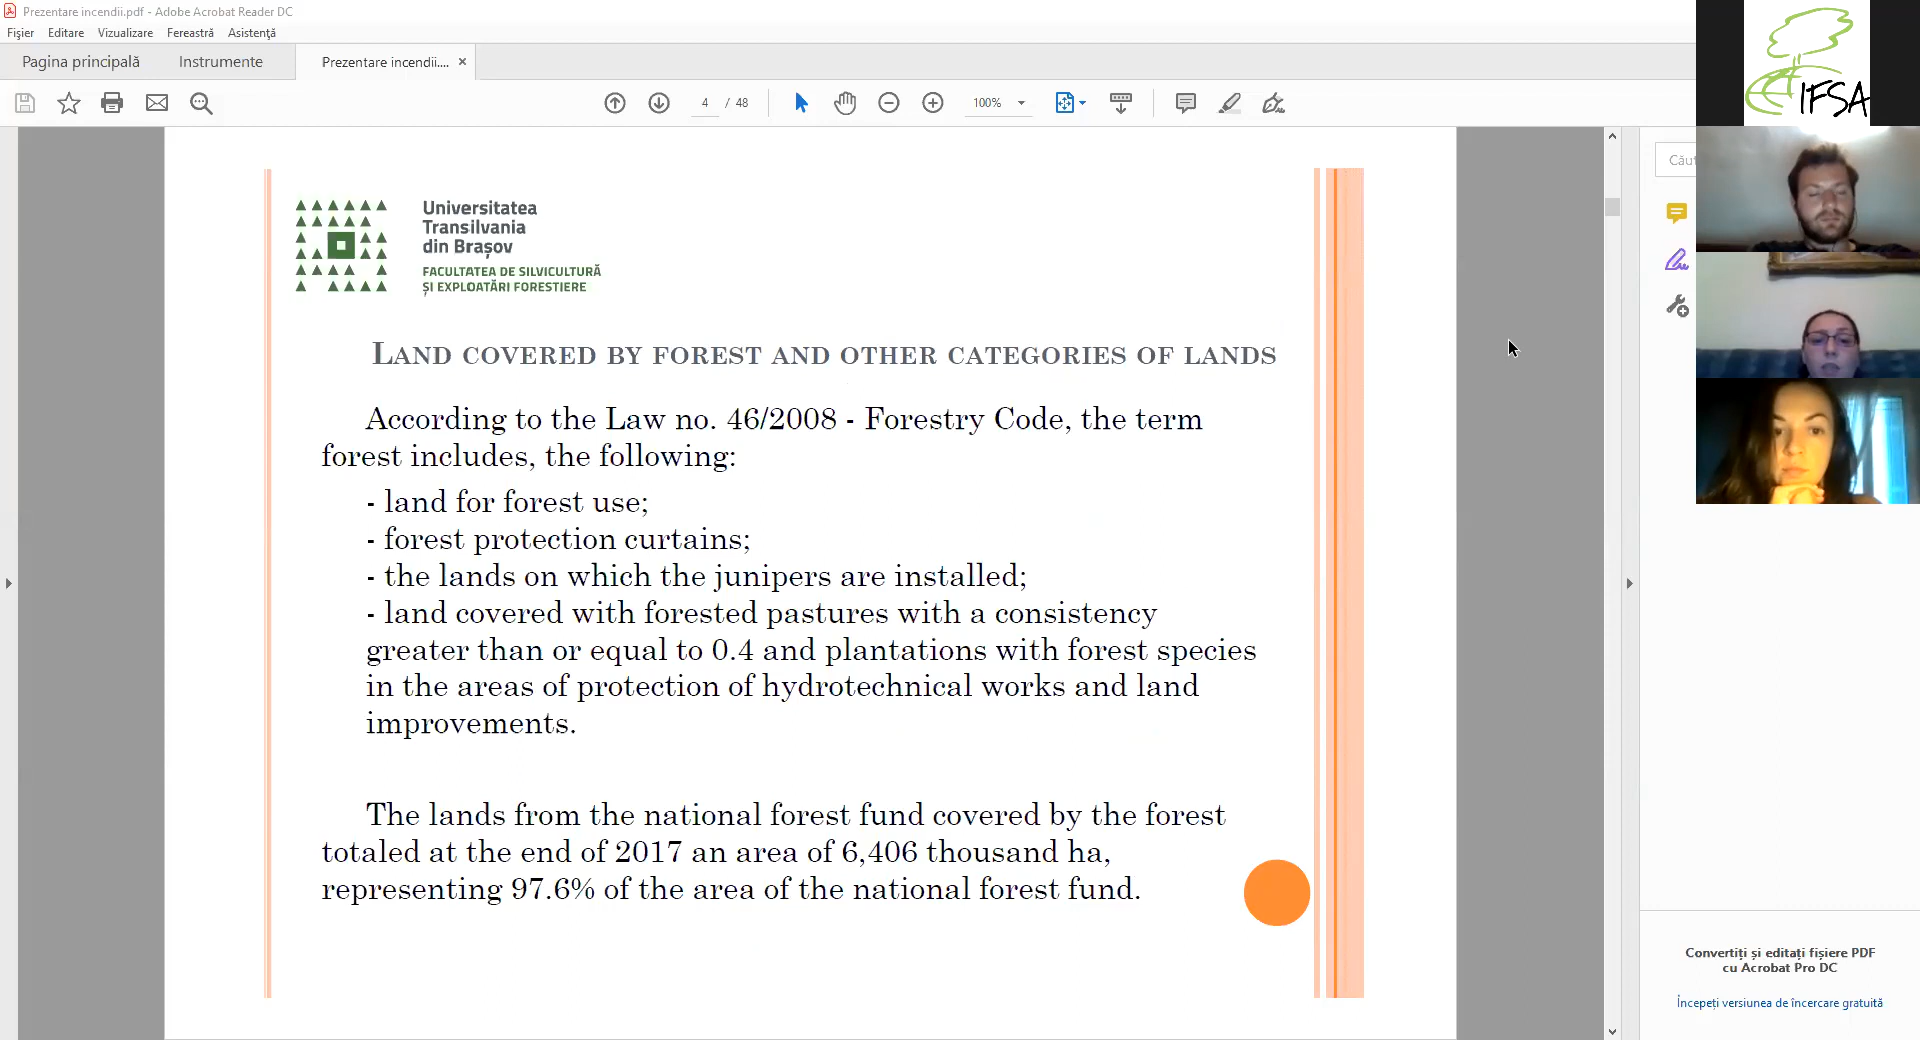 Prezentare incendii.pdf - Adobe Acrobat Reader DC
Fişier Editare Vizualizare Fereastră Asistenţă
Pagina principală Instrumente Prezentare incendii.... ×
4 / 48 100%
IFSA
Cău
Universitatea
Transilvania
din Brașov
FACULTATEA DE SILVICULTURĂ
ȘI EXPLOATĂRI FORESTIERE
LAND COVERED BY FOREST AND OTHER CATEGORIES OF LANDS
According to the Law no. 46/2008 - Forestry Code, the term
forest includes, the following:
- land for forest use;
- forest protection curtains;
- the lands on which the junipers are installed;
- land covered with forested pastures with a consistency
greater than or equal to 0.4 and plantations with forest species
in the areas of protection of hydrotechnical works and land
improvements.
The lands from the national forest fund covered by the forest
totaled at the end of 2017 an area of 6,406 thousand ha,
representing 97.6% of the area of the national forest fund.
Convertiți și editați fișiere PDF
cu Acrobat Pro DC
Începeți versiunea de încercare gratuită